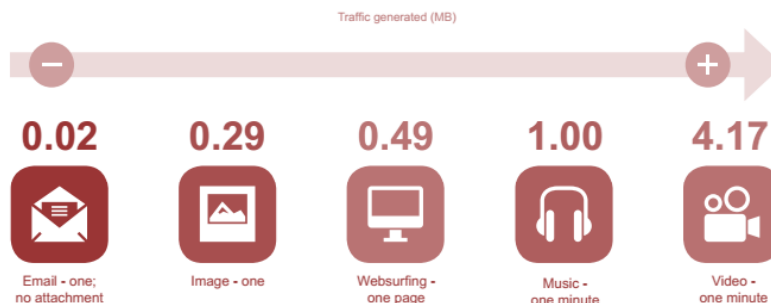 Traffic generated (MB)
0.02
0.29
0.49
1.00
4.17
Email - one;
no attachment
Image - one
Websurfing -
one page
Music -
one minute
Video -
one minute